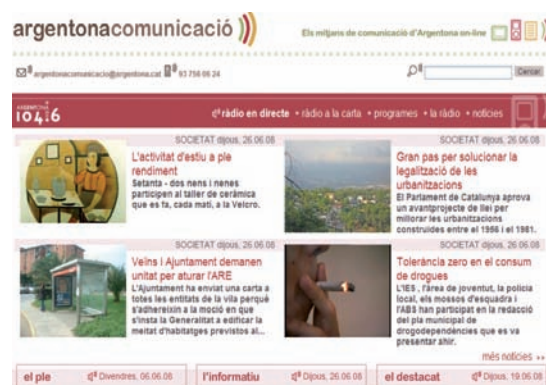 argentonacomunicació
Els mitjans de comunicació d'Argentona on-line
argentonacomunicacio@argentona.cat
93 756 06 24
Cercar
ARGENTONA
104.6
ràdio en directe • ràdio a la carta • programes • la ràdio • notícies
SOCIETAT dijous, 26.06.08
L'activitat d'estiu a ple
rendiment
Setanta - dos nens i nenes
participen al taller de ceràmica
que es fa, cada matí, a la Velcro.
SOCIETAT dijous, 26.06.08
Gran pas per solucionar la
legalització de les
urbanitzacions
El Parlament de Catalunya aprova
un avantprojecte de llei per
millorar les urbanitzacions
construïdes entre el 1956 i el 1981.
SOCIETAT dijous, 26.06.08
Veïns i Ajuntament demanen
unitat per aturar l'ARE
L'Ajuntament ha enviat una carta a
totes les entitats de la vila perquè
s'adhereixin a la moció en que
s'insta la Generalitat a edificar la
meitat d'habitatges previstos al...
SOCIETAT dijous, 26.06.08
Tolerància zero en el consum
de drogues
L'IES , l'àrea de joventut, la policia
local, els mossos d'esquadra i
l'ABS han participat en la redacció
del pla municipal de
drogodependències que es va
presentar ahir.
més notícies »»
el ple
Divendres, 06.06.08
l'informatiu
Dijous, 26.06.08
el destacat
Dijous, 19.06.08